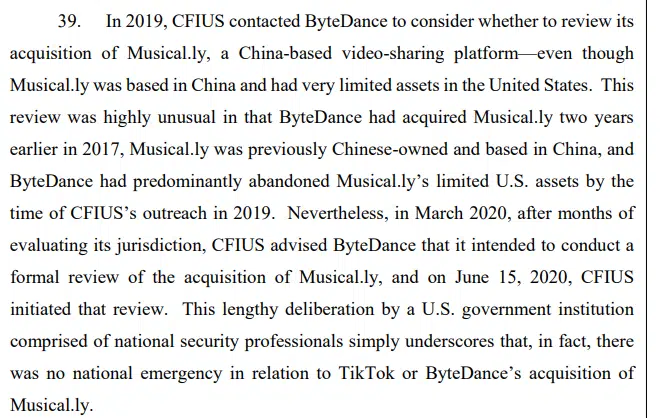 39. In 2019, CFIUS contacted ByteDance to consider whether to review its
acquisition of Musical.ly, a China-based video-sharing platform—even though
Musical.ly was based in China and had very limited assets in the United States. This
review was highly unusual in that ByteDance had acquired Musical.ly two years
earlier in 2017, Musical.ly was previously Chinese-owned and based in China, and
ByteDance had predominantly abandoned Musical.ly’s limited U.S. assets by the
time of CFIUS’s outreach in 2019. Nevertheless, in March 2020, after months of
evaluating its jurisdiction, CFIUS advised ByteDance that it intended to conduct a
formal review of the acquisition of Musical.ly, and on June 15, 2020, CFIUS
initiated that review. This lengthy deliberation by a U.S. government institution
comprised of national security professionals simply underscores that, in fact, there
was no national emergency in relation to TikTok or ByteDance’s acquisition of
Musical.ly.